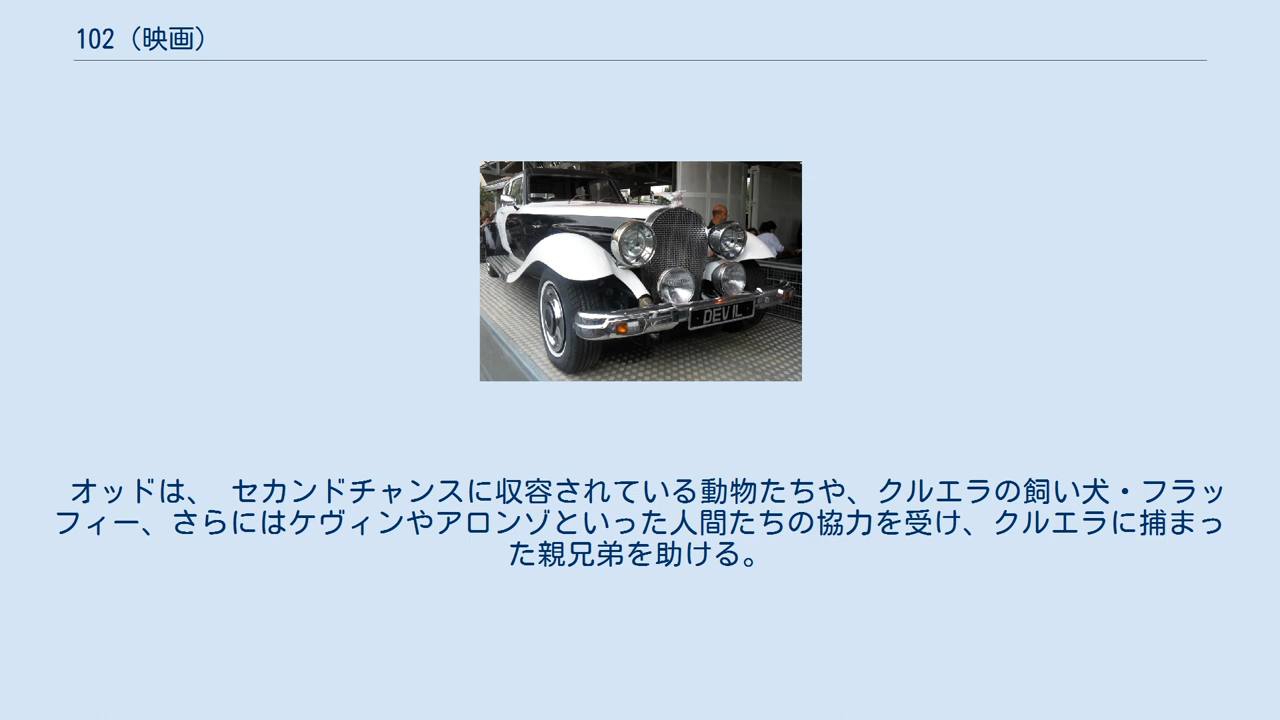 102（映画）
DEV IL
オッドは、 セカンドチャンスに収容されている動物たちや、クルエラの飼い犬・フラッ
フィー、さらにはケヴィンやアロンゾといった人間たちの協力を受け、クルエラに捕まっ
た親兄弟を助ける。